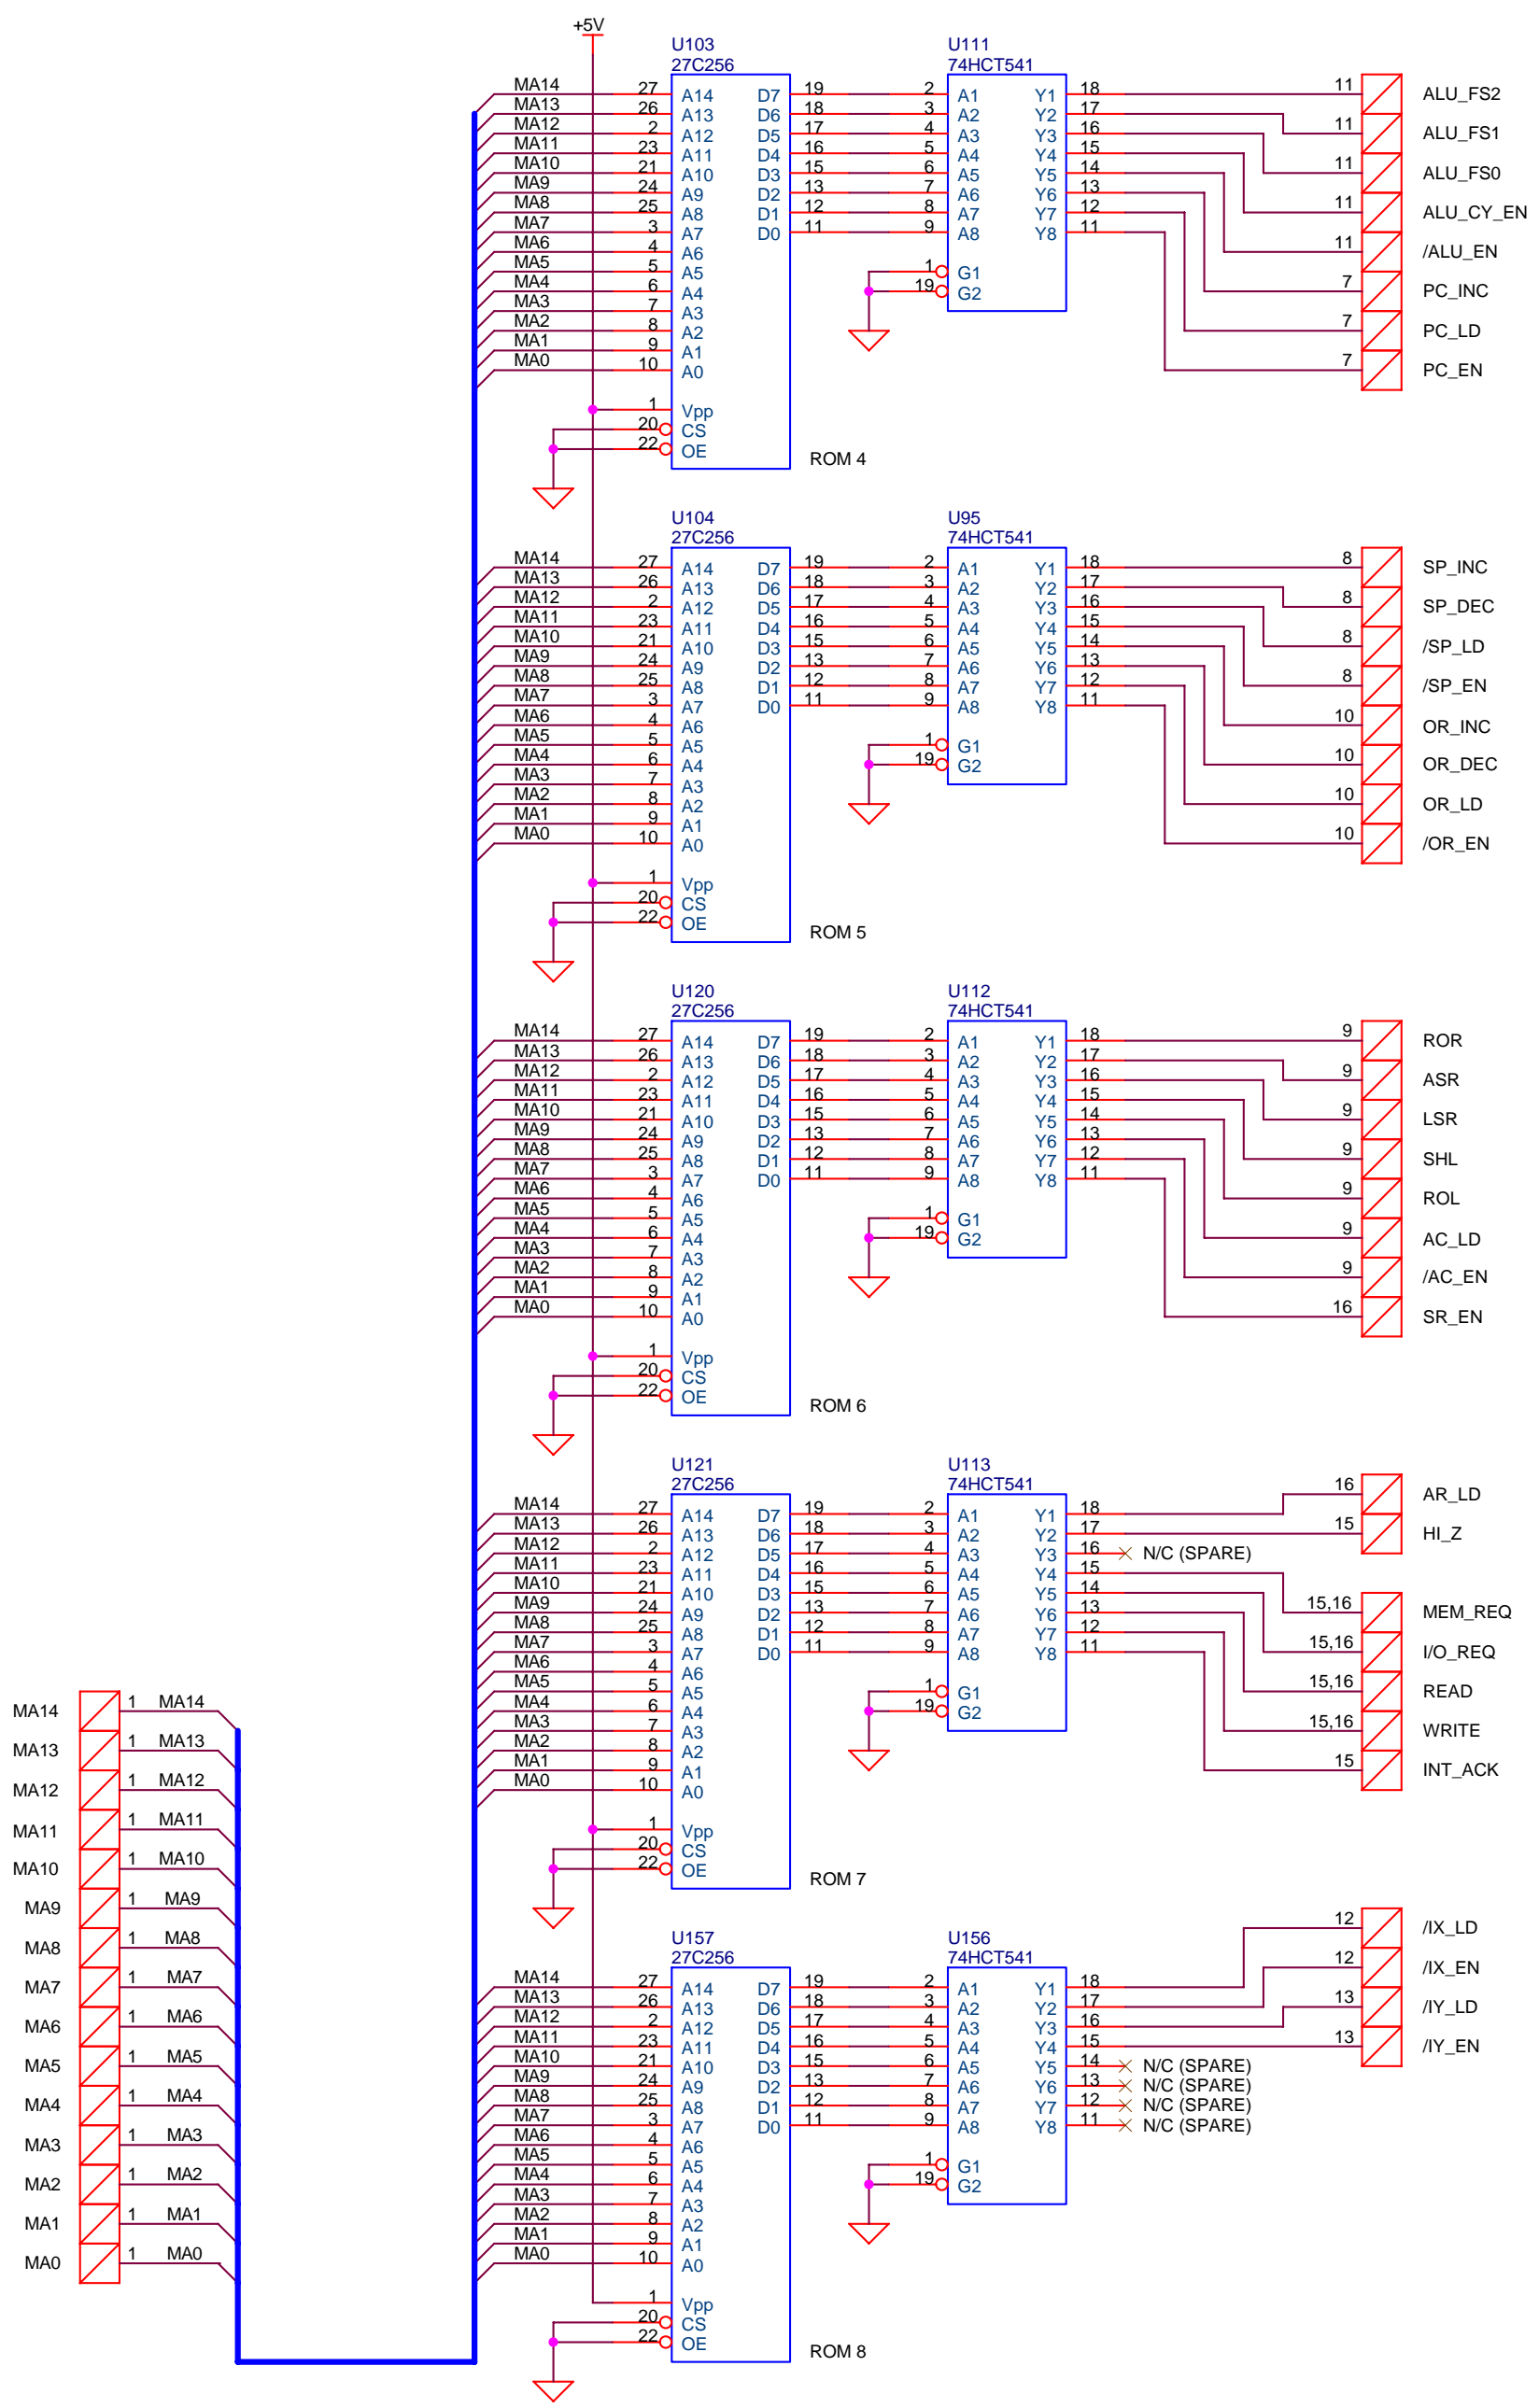 +5V
U103 U111
27C256 74HCT541
MA14 27 A14 D7 19 2 A1 Y1 18 11 ALU_FS2
MA13 26 A13 D6 18 3 A2 Y2 17
MA12 2 A12 D5 17 4 A3 Y3 16 11 ALU_FS1
MA11 23 A11 D4 16 5 A4 Y4 15
MA10 21 A10 D3 15 6 A5 Y5 14 11 ALU_FS0
MA9 24 A9 D2 13 7 A6 Y6 13
MA8 25 A8 D1 12 8 A7 Y7 12 11 ALU_CY_EN
MA7 3 A7 D0 11 9 A8 Y8 11
MA6 4 A6 11 /ALU_EN
MA5 5 A5 1 G1
MA4 6 A4 19 G2 7 PC_INC
MA3 7 A3
MA2 8 A2 7 PC_LD
MA1 9 A1
MA0 10 A0 7 PC_EN
1 Vpp
20 CS
22 OE
ROM 4
U104 U95
27C256 74HCT541
MA14 27 A14 D7 19 2 A1 Y1 18 8 SP_INC
MA13 26 A13 D6 18 3 A2 Y2 17
MA12 2 A12 D5 17 4 A3 Y3 16 8 SP_DEC
MA11 23 A11 D4 16 5 A4 Y4 15
MA10 21 A10 D3 15 6 A5 Y5 14 8 /SP_LD
MA9 24 A9 D2 13 7 A6 Y6 13
MA8 25 A8 D1 12 8 A7 Y7 12 8 /SP_EN
MA7 3 A7 D0 11 9 A8 Y8 11
MA6 4 A6 10 OR_INC
MA5 5 A5 1 G1
MA4 6 A4 19 G2 10 OR_DEC
MA3 7 A3
MA2 8 A2 10 OR_LD
MA1 9 A1
MA0 10 A0 10 /OR_EN
1 Vpp
20 CS
22 OE
ROM 5
U120 U112
27C256 74HCT541
MA14 27 A14 D7 19 2 A1 Y1 18 9 ROR
MA13 26 A13 D6 18 3 A2 Y2 17
MA12 2 A12 D5 17 4 A3 Y3 16 9 ASR
MA11 23 A11 D4 16 5 A4 Y4 15
MA10 21 A10 D3 15 6 A5 Y5 14 9 LSR
MA9 24 A9 D2 13 7 A6 Y6 13
MA8 25 A8 D1 12 8 A7 Y7 12 9 SHL
MA7 3 A7 D0 11 9 A8 Y8 11
MA6 4 A6 9 ROL
MA5 5 A5 1 G1
MA4 6 A4 19 G2 9 AC_LD
MA3 7 A3
MA2 8 A2 9 /AC_EN
MA1 9 A1
MA0 10 A0 16 SR_EN
1 Vpp
20 CS
22 OE
ROM 6
U121 U113
27C256 74HCT541
16 AR_LD
MA14 27 A14 D7 19 2 A1 Y1 18
MA13 26 A13 D6 18 3 A2 Y2 17 15 HI_Z
MA12 2 A12 D5 17 4 A3 Y3 16 N/C (SPARE)
MA11 23 A11 D4 16 5 A4 Y4 15
MA10 21 A10 D3 15 6 A5 Y5 14
MA9 24 A9 D2 13 7 A6 Y6 13 15,16 MEM_REQ
MA8 25 A8 D1 12 8 A7 Y7 12
MA7 3 A7 D0 11 9 A8 Y8 11 15,16 I/O_REQ
MA6 4 A6
MA5 5 A5 1 G1 15,16 READ
MA4 6 A4 19 G2
MA3 7 A3 15,16 WRITE
MA2 8 A2
MA1 9 A1 15 INT_ACK
MA0 10 A0
1 Vpp
20 CS
22 OE
ROM 7
U157 U156
27C256 74HCT541
12 /IX_LD
12 /IX_EN
MA14 27 A14 D7 19 2 A1 Y1 18
MA13 26 A13 D6 18 3 A2 Y2 17 13 /IY_LD
MA12 2 A12 D5 17 4 A3 Y3 16
MA11 23 A11 D4 16 5 A4 Y4 15 13 /IY_EN
MA10 21 A10 D3 15 6 A5 Y5 14 N/C (SPARE)
MA9 24 A9 D2 13 7 A6 Y6 13 N/C (SPARE)
MA8 25 A8 D1 12 8 A7 Y7 12 N/C (SPARE)
MA7 3 A7 D0 11 9 A8 Y8 11 N/C (SPARE)
MA6 4 A6
MA5 5 A5 1 G1
MA4 6 A4 19 G2
MA3 7 A3
MA2 8 A2
MA1 9 A1
MA0 10 A0
1 Vpp
20 CS
22 OE
ROM 8
MA14 1 MA14
MA13 1 MA13
MA12 1 MA12
MA11 1 MA11
MA10 1 MA10
MA9 1 MA9
MA8 1 MA8
MA7 1 MA7
MA6 1 MA6
MA5 1 MA5
MA4 1 MA4
MA3 1 MA3
MA2 1 MA2
MA1 1 MA1
MA0 1 MA0